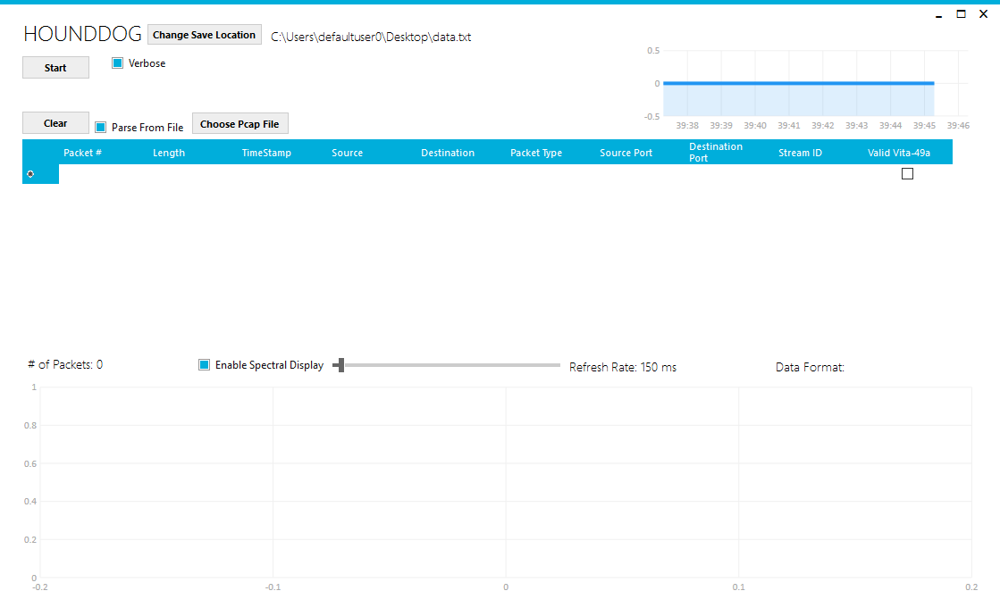 HOUNDDOG Change Save Location C:\Users\defaultuser0\Desktop\data.txt
Start Verbose
0.5
0
-0.5
39:38 39:39 39:40 39:41 39:42 39:43 39:44 39:45 39:46
Clear Parse From File Choose Pcap File
Packet # Length TimeStamp Source Destination Packet Type Source Port Destination Port Stream ID Valid Vita-49a
# of Packets: 0 Enable Spectral Display Refresh Rate: 150 ms Data Format:
1
0.8
0.6
0.4
0.2
0
-0.2 -0.1 0 0.1 0.2